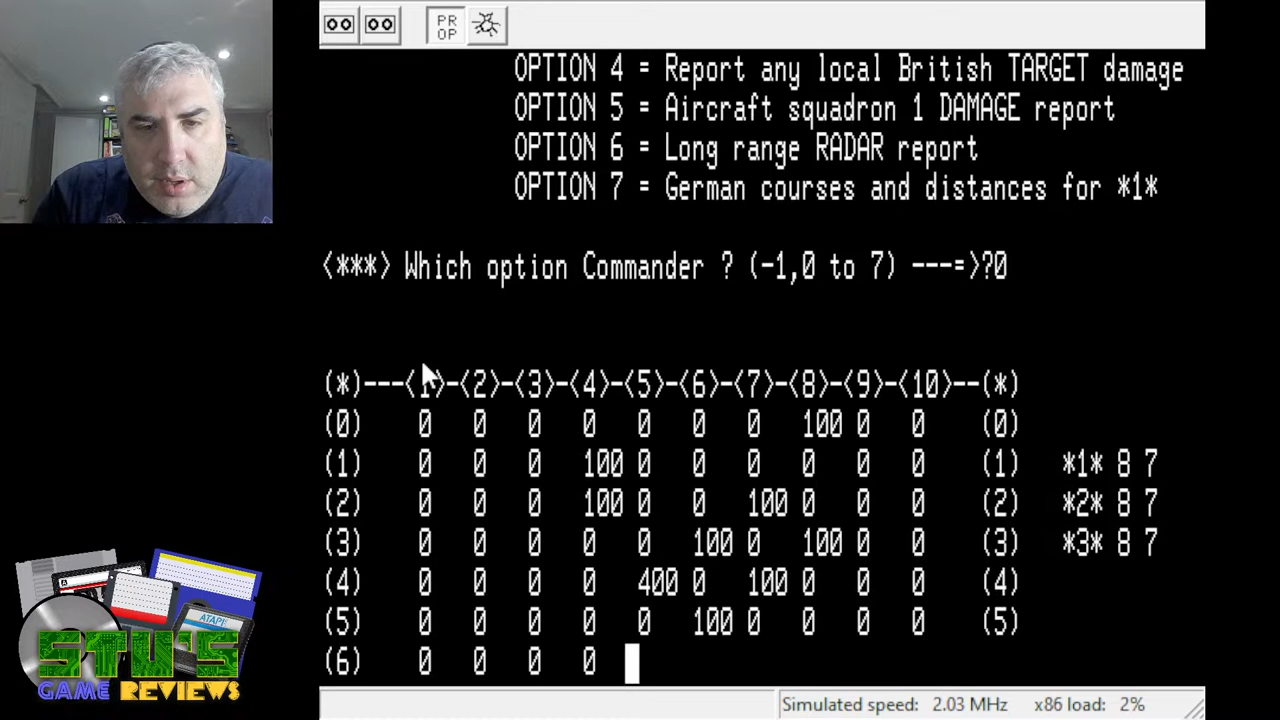 PR
OP
OPTION 4 = Report any local British TARGET damage
OPTION 5 = Aircraft squadron 1 DAMAGE report
OPTION 6 = Long range RADAR report
OPTION 7 = German courses and distances for *1*
<***> Which option Commander ? (-1,0 to 7) ---=>?0
(*)---<1>-<2>-<3>-<4>-<5>-<6>-<7>-<8>-<9>-<10>--(*)
(0) 0 0 0 0 0 0 0 100 0 0 (0)
(1) 0 0 0 100 0 0 0 0 0 0 (1) *1* 8 7
(2) 0 0 0 100 0 0 100 0 0 0 (2) *2* 8 7
(3) 0 0 0 0 0 100 0 100 0 0 (3) *3* 8 7
(4) 0 0 0 0 400 0 100 0 0 0 (4)
(5) 0 0 0 0 0 100 0 0 0 0 (5)
(6) 0 0 0 0
ATARI
STU'S
GAME REVIEWS
Simulated speed: 2.03 MHz x86 load: 2%